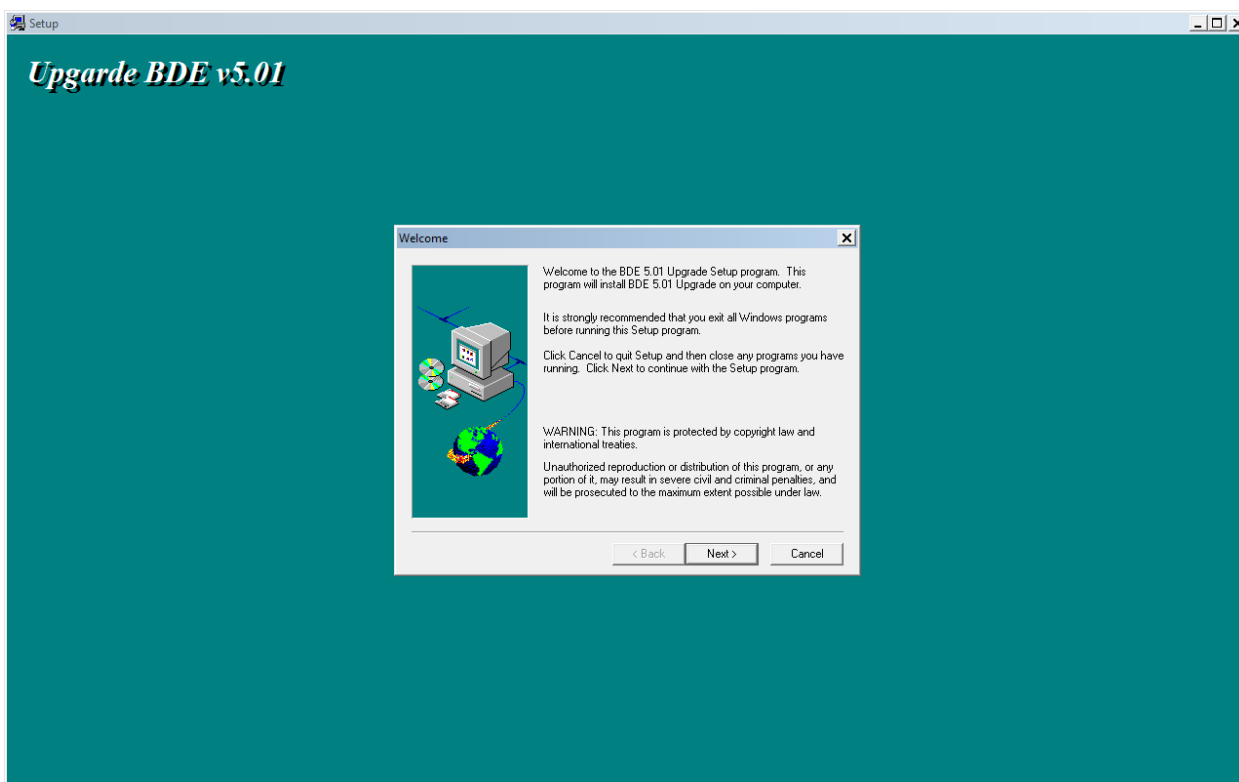 Setup
Upgarde BDE v5.01
Welcome
Welcome to the BDE 5.01 Upgrade Setup program.  This
program will install BDE 5.01 Upgrade on your computer.
It is strongly recommended that you exit all Windows programs
before running this Setup program.
Click Cancel to quit Setup and then close any programs you have
running.  Click Next to continue with the Setup program.
WARNING: This program is protected by copyright law and
international treaties.
Unauthorized reproduction or distribution of this program, or any
portion of it, may result in severe civil and criminal penalties, and
will be prosecuted to the maximum extent possible under law.
< Back Next > Cancel